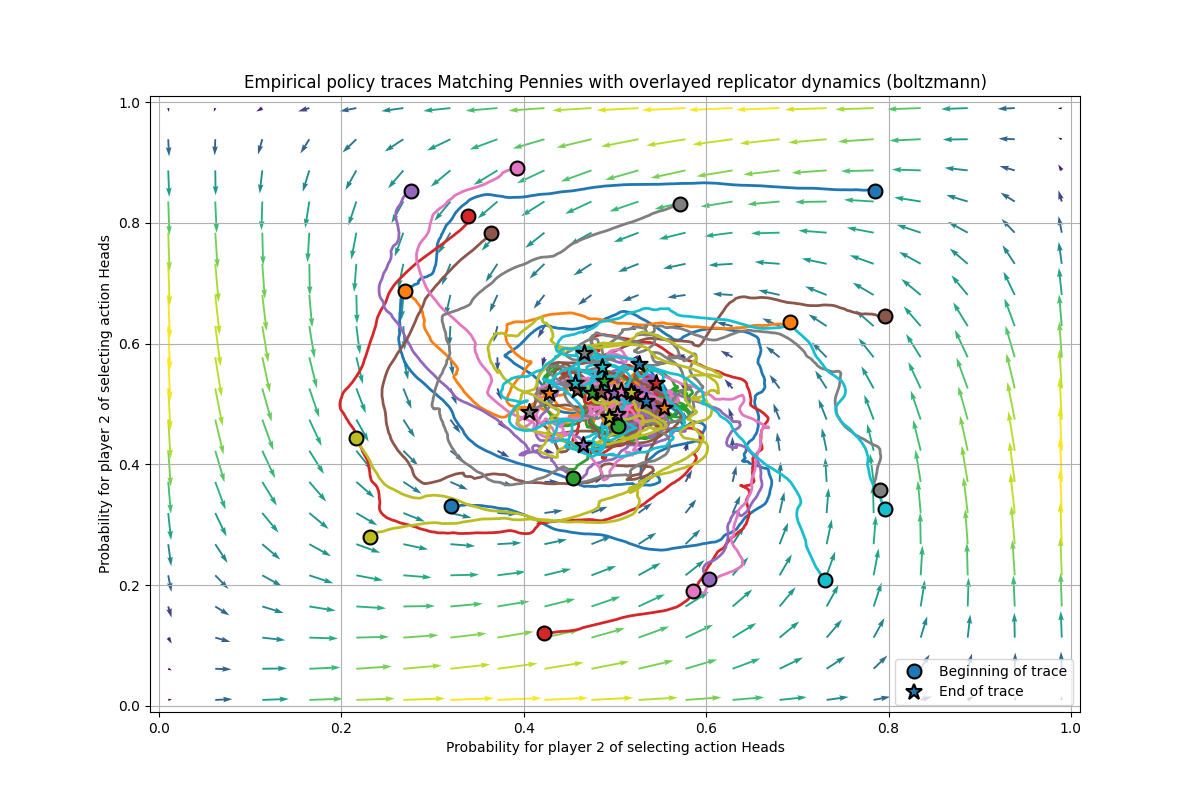 Empirical policy traces Matching Pennies with overlayed replicator dynamics (boltzmann)
1.0
0.8
0.6
0.4
0.2
0.0
Probability for player 2 of selecting action Heads
0.0
0.2
0.4
0.6
0.8
1.0
Probability for player 2 of selecting action Heads
Beginning of trace
End of trace